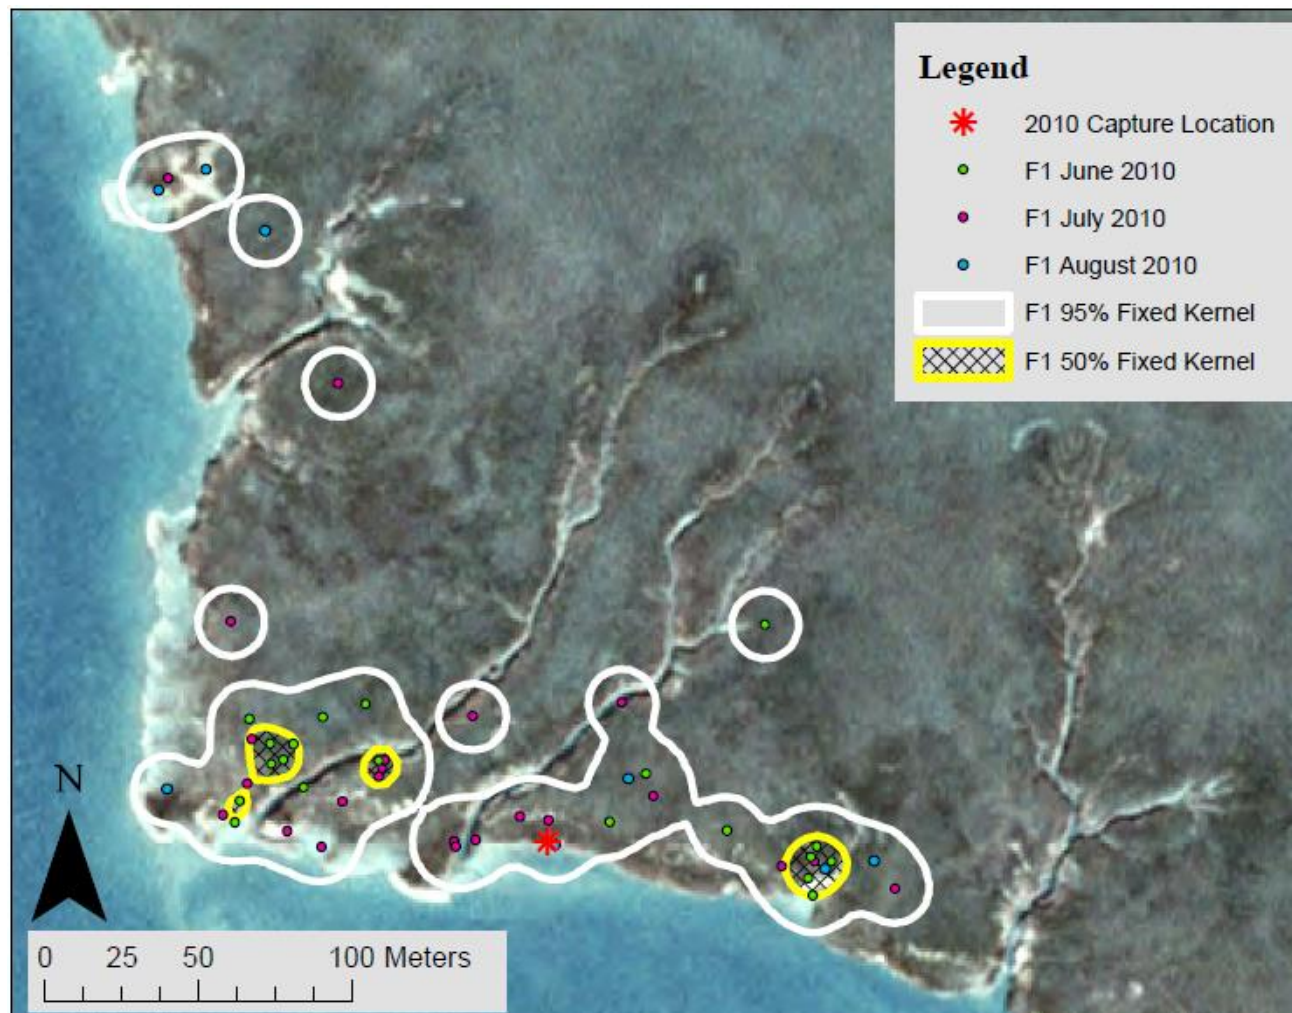 Legend
2010 Capture Location
F1 June 2010
F1 July 2010
F1 August 2010
F1 95% Fixed Kernel
F1 50% Fixed Kernel
N
0 25 50 100 Meters